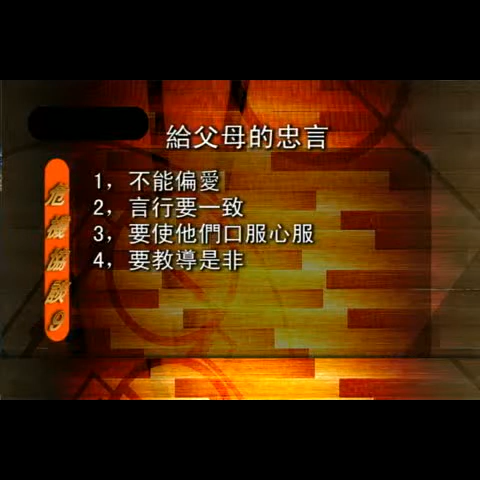 給父母的忠言
1，不能偏愛
2，言行要一致
3，要使他們口服心服
4，要教導是非
危機協談9